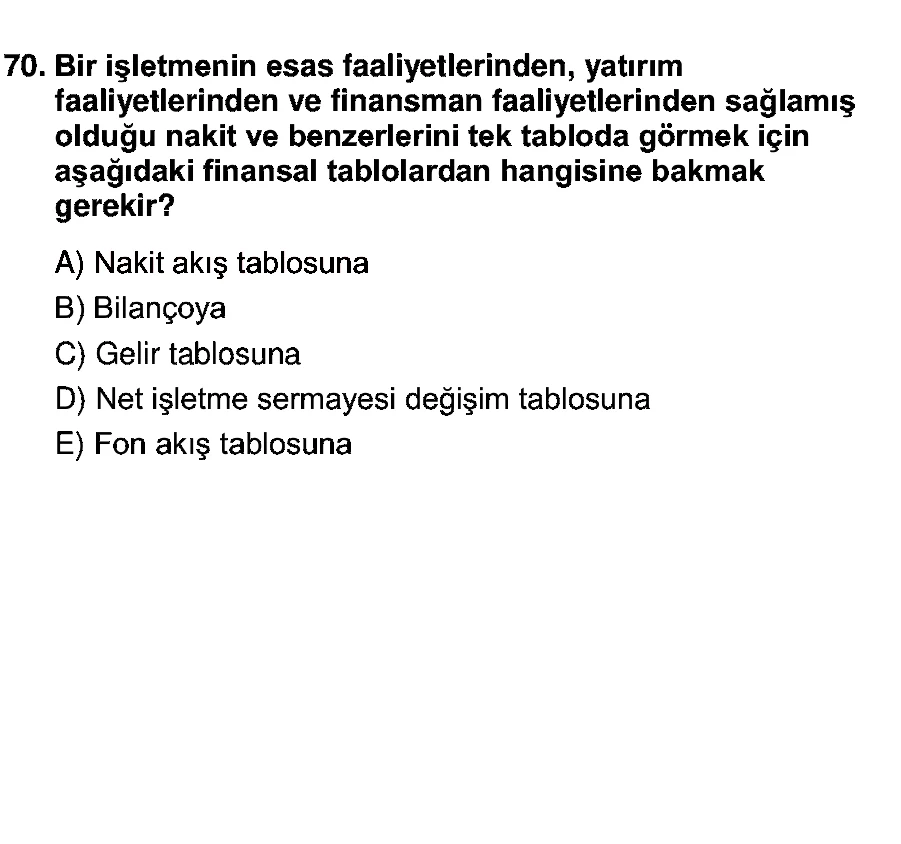 70. Bir işletmenin esas faaliyetlerinden, yatırım
faaliyetlerinden ve finansman faaliyetlerinden sağlamış
olduğu nakit ve benzerlerini tek tabloda görmek için
aşağıdaki finansal tablolardan hangisine bakmak
gerekir?
A) Nakit akış tablosuna
B) Bilançoya
C) Gelir tablosuna
D) Net işletme sermayesi değişim tablosuna
E) Fon akış tablosuna